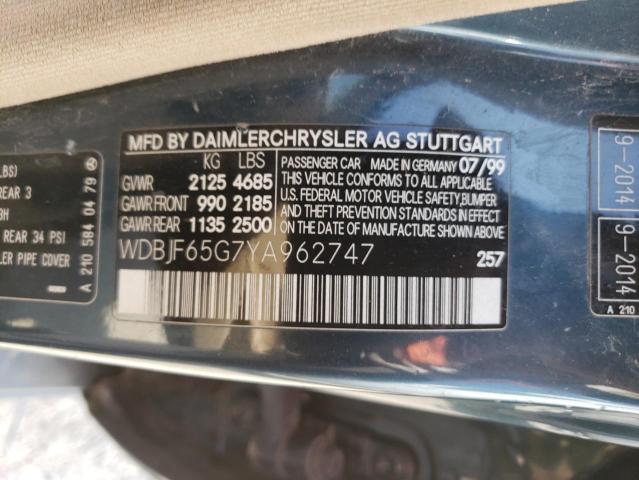 LBS)
REAR 3
3H
REAR 34 PSI
LER PIPE COVER
A 210 584 04 79
MFD BY DAIMLERCHRYSLER AG STUTTGART
KG LBS
GVWR 2125 4685
GAWR FRONT 990 2185
GAWR REAR 1135 2500
PASSENGER CAR MADE IN GERMANY 07/99
THIS VEHICLE CONFORMS TO ALL APPLICABLE
U.S. FEDERAL MOTOR VEHICLE SAFETY,BUMPER
AND THEFT PREVENTION STANDARDS IN EFFECT
ON THE DATE OF MANUFACTURE SHOWN ABOVE
WDBJF65G7YA962747
257
9-2014
9-2014
A 210